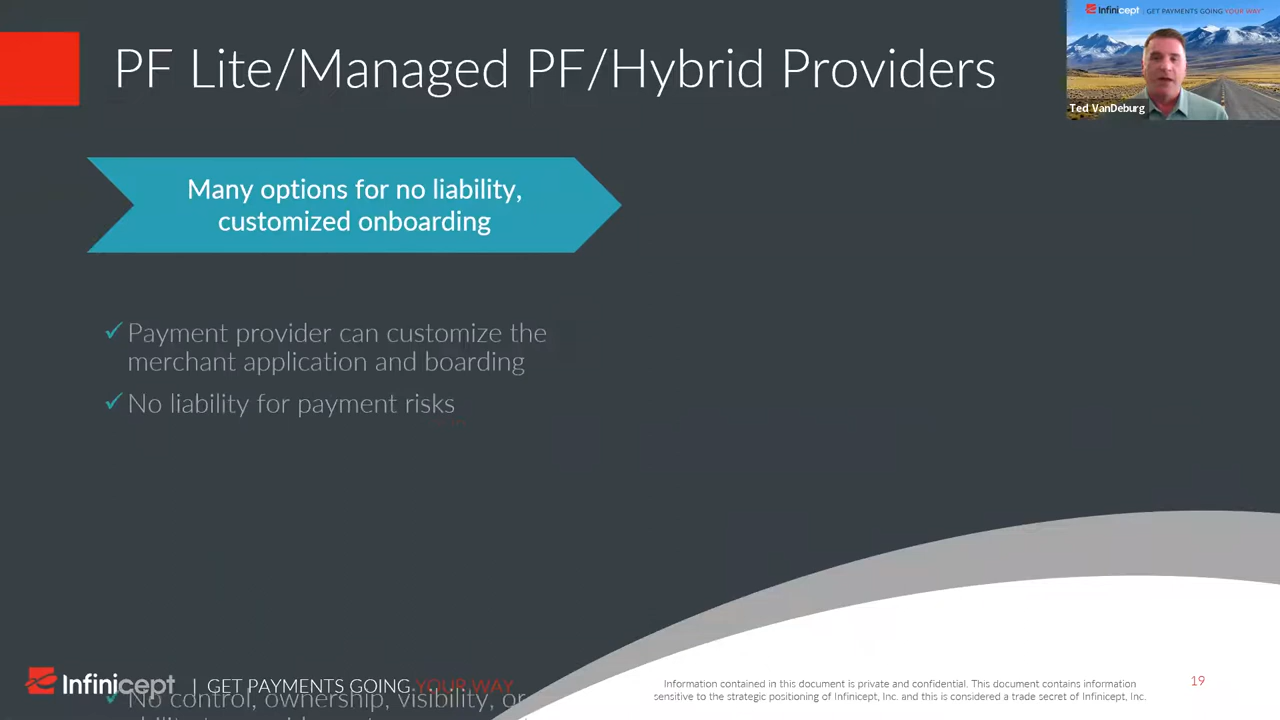 PF Lite/Managed PF/Hybrid Providers
Infinicept | GET PAYMENTS GOING YOUR WAY
Ted VanDeburg
Many options for no liability,
customized onboarding
✓ Payment provider can customize the
merchant application and boarding
✓ No liability for payment risks
Infinicept | GET PAYMENTS GOING YOUR WAY
✓ No control, ownership, visibility, or
Information contained in this document is private and confidential. This document contains information
sensitive to the strategic positioning of Infinicept, Inc. and this is considered a trade secret of Infinicept, Inc.
19